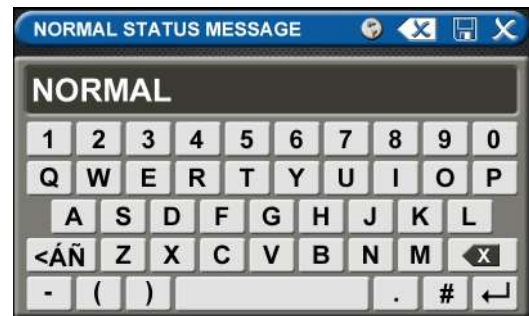 NORMAL STATUS MESSAGE
NORMAL
1 2 3 4 5 6 7 8 9 0
Q W E R T Y U I O P
A S D F G H J K L
<ÁÑ Z X C V B N M X
- ( ) . #